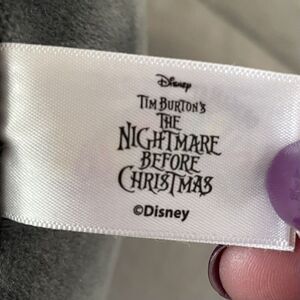 Disney
TIM BURTON'S
THE
NIGHTMARE
BEFORE
CHRISTMAS
©Disney